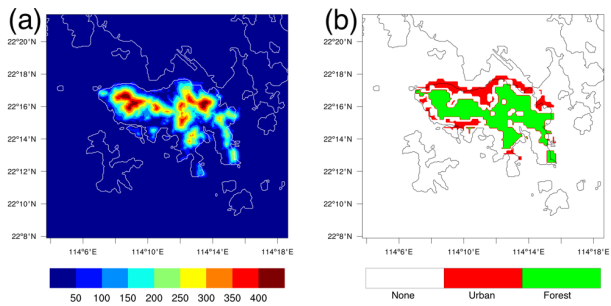 (a)
(b)
22°20'N
22°18'N
22°16'N
22°14'N
22°12'N
22°10'N
22°8'N
114°6'E
114°10'E
114°14'E
114°18'E
22°20'N
22°18'N
22°16'N
22°14'N
22°12'N
22°10'N
22°8'N
114°6'E
114°10'E
114°14'E
114°18'E
50 100 150 200 250 300 350 400
None Urban Forest